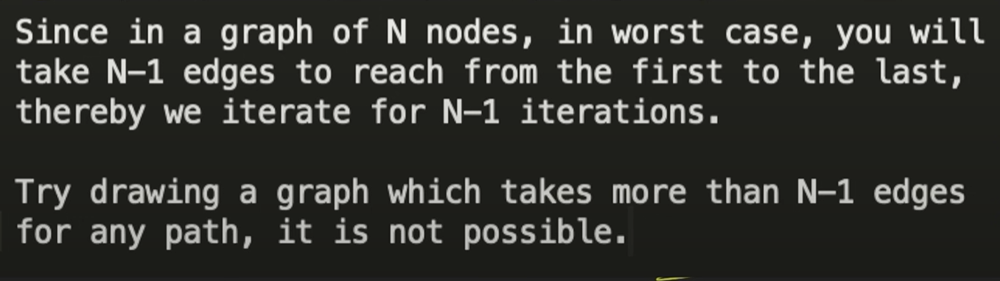 Since in a graph of N nodes, in worst case, you will
take N-1 edges to reach from the first to the last,
thereby we iterate for N-1 iterations.
Try drawing a graph which takes more than N-1 edges
for any path, it is not possible.